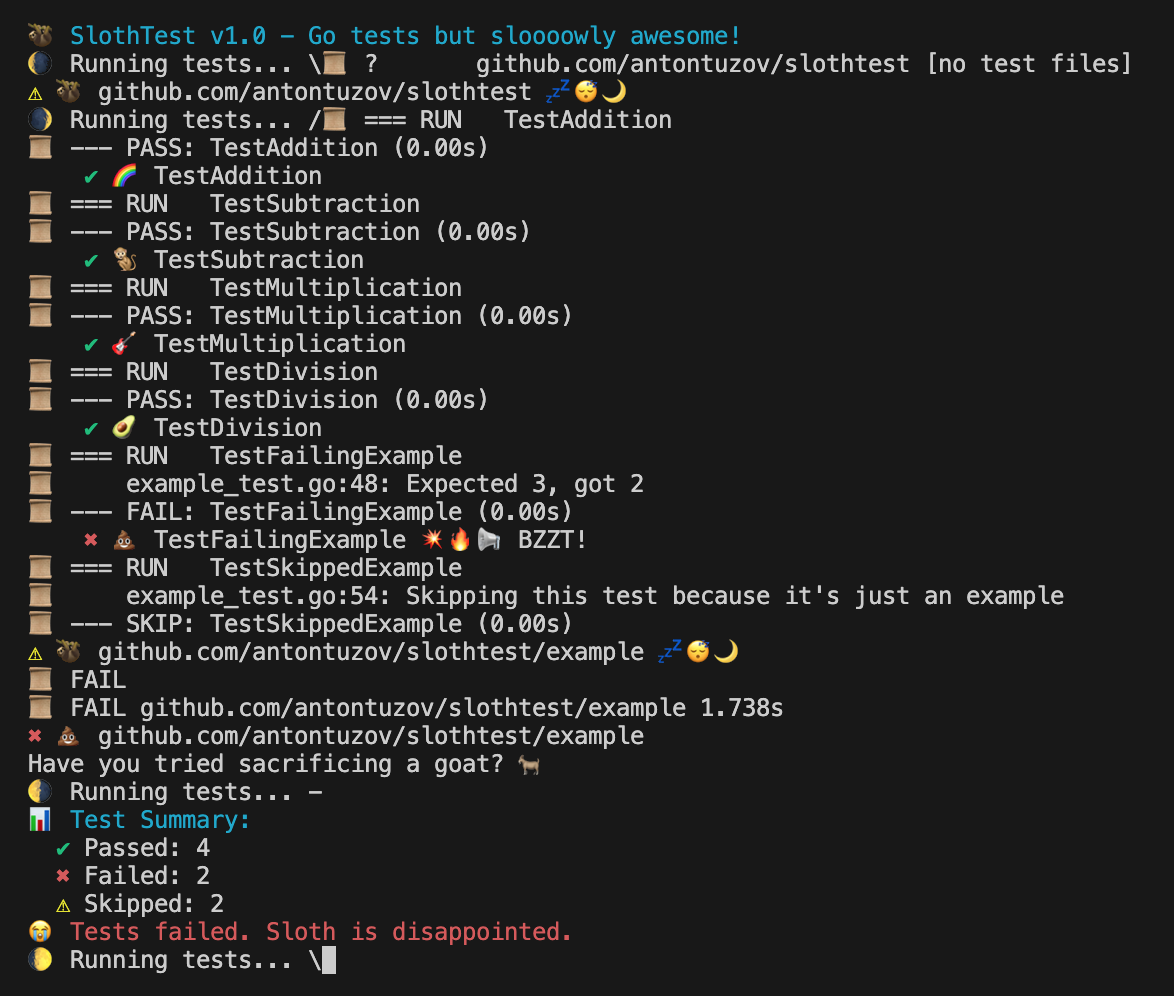 🦥 SlothTest v1.0 – Go tests but sloooowly awesome!
🌘 Running tests... \📜 ?       github.com/antontuzov/slothtest [no test files]
⚠ 🦥 github.com/antontuzov/slothtest 💤😴🌙
🌒 Running tests... /📜 === RUN   TestAddition
📜 --- PASS: TestAddition (0.00s)
    ✔ 🌈 TestAddition
📜 === RUN   TestSubtraction
📜 --- PASS: TestSubtraction (0.00s)
    ✔ 🐒 TestSubtraction
📜 === RUN   TestMultiplication
📜 --- PASS: TestMultiplication (0.00s)
    ✔ 🎸 TestMultiplication
📜 === RUN   TestDivision
📜 --- PASS: TestDivision (0.00s)
    ✔ 🥑 TestDivision
📜 === RUN   TestFailingExample
📜     example_test.go:48: Expected 3, got 2
📜 --- FAIL: TestFailingExample (0.00s)
    ✖ 💩 TestFailingExample 💥🔥📢 BZZT!
📜 === RUN   TestSkippedExample
📜     example_test.go:54: Skipping this test because it's just an example
📜 --- SKIP: TestSkippedExample (0.00s)
⚠ 🦥 github.com/antontuzov/slothtest/example 💤😴🌙
📜 FAIL
📜 FAIL github.com/antontuzov/slothtest/example 1.738s
✖ 💩 github.com/antontuzov/slothtest/example
Have you tried sacrificing a goat? 🐐
🌗 Running tests... -
📊 Test Summary:
  ✔ Passed: 4
  ✖ Failed: 2
  ⚠ Skipped: 2
😭 Tests failed. Sloth is disappointed.
🌔 Running tests... \